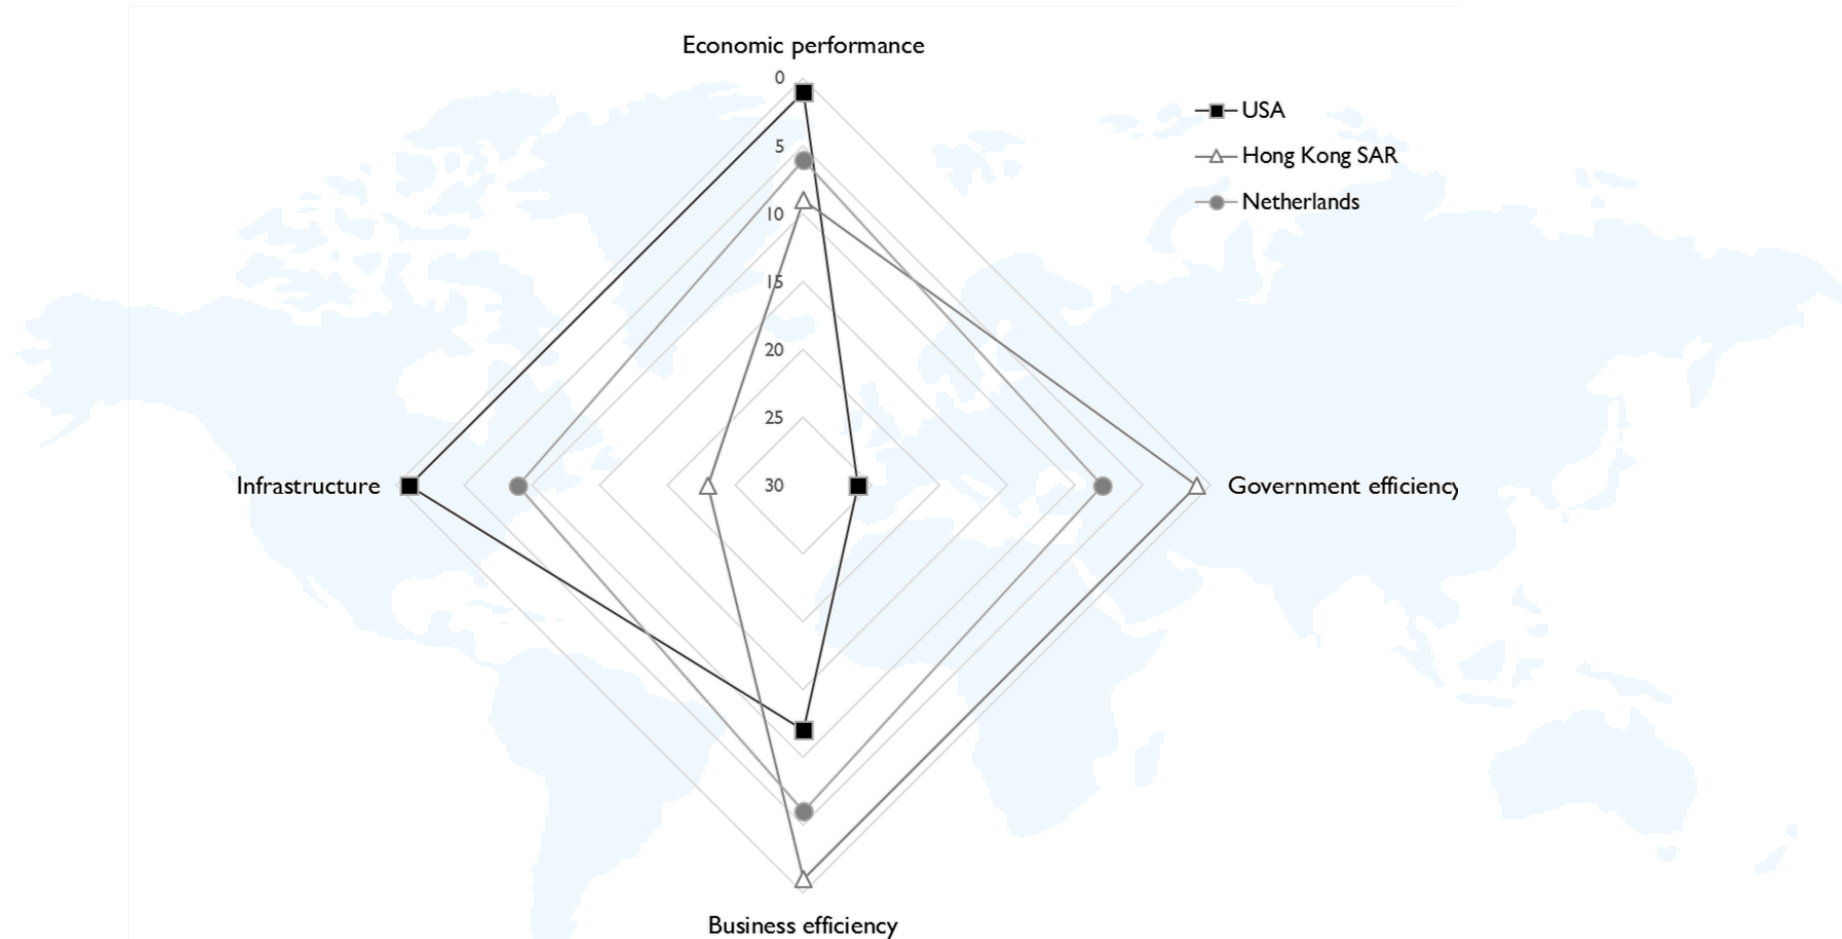 Economic performance
0
5
10
15
20
25
30
USA
Hong Kong SAR
Netherlands
Infrastructure
Government efficiency
Business efficiency